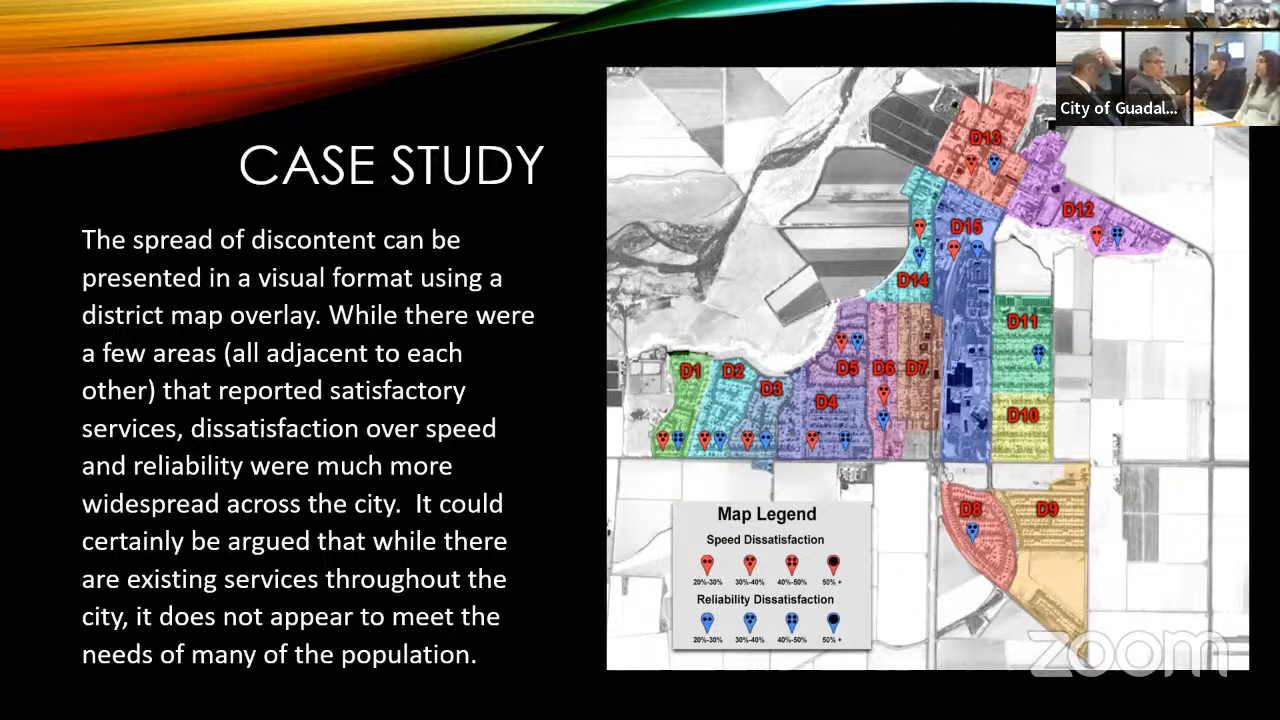 CASE STUDY
The spread of discontent can be
presented in a visual format using a
district map overlay. While there were
a few areas (all adjacent to each
other) that reported satisfactory
services, dissatisfaction over speed
and reliability were much more
widespread across the city.  It could
certainly be argued that while there
are existing services throughout the
city, it does not appear to meet the
needs of many of the population.
City of Guadal...
D13
D12
D15
D14
D11
D1
D2
D3
D5
D6
D7
D4
D10
D8
D9
Map Legend
Speed Dissatisfaction
20%-30% 30%-40% 40%-50% 50% +
Reliability Dissatisfaction
20%-30% 30%-40% 40%-50% 50% +
zoom